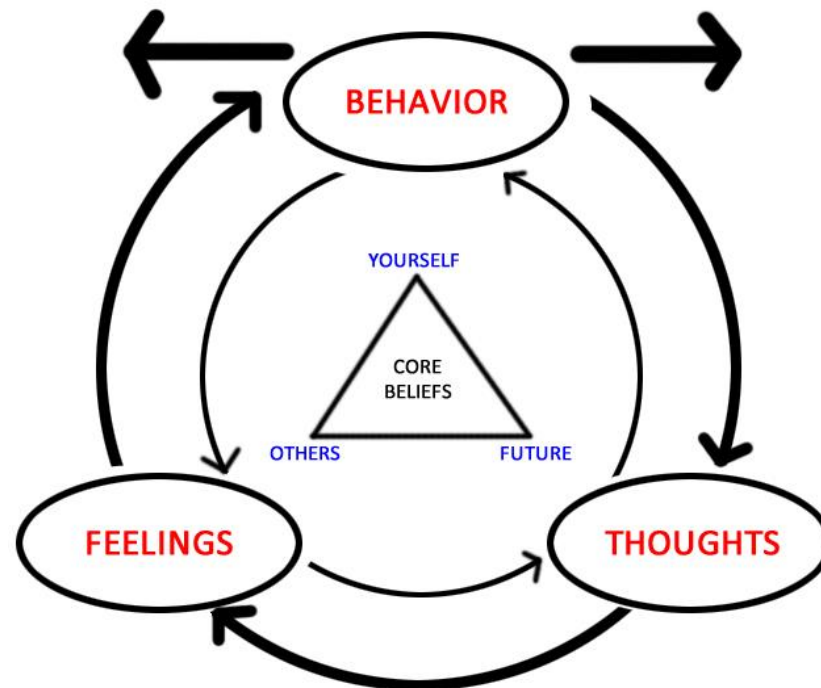 BEHAVIOR
YOURSELF
CORE
BELIEFS
OTHERS
FUTURE
FEELINGS
THOUGHTS